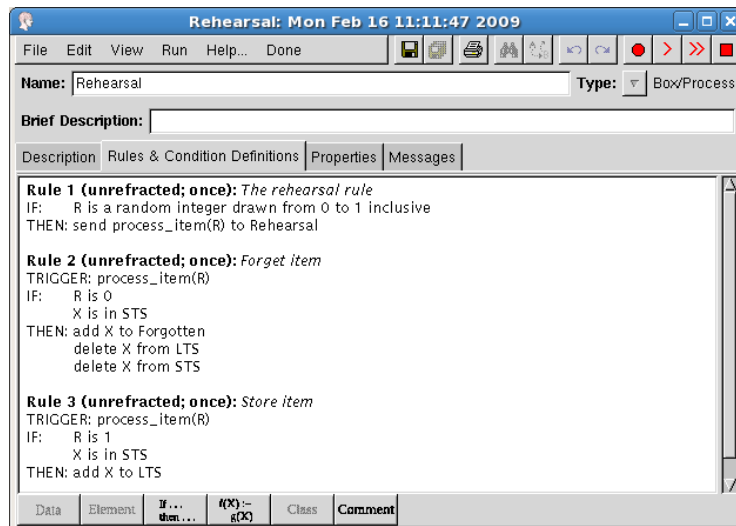 Rehearsal: Mon Feb 16 11:11:47 2009
File Edit View Run Help... Done
Name: Rehearsal Type: Box/Process
Brief Description:
Description Rules & Condition Definitions Properties Messages
Rule 1 (unrefracted; once): The rehearsal rule
IF: R is a random integer drawn from 0 to 1 inclusive
THEN: send process_item(R) to Rehearsal
Rule 2 (unrefracted; once): Forget item
TRIGGER: process_item(R)
IF: R is 0
X is in STS
THEN: add X to Forgotten
delete X from LTS
delete X from STS
Rule 3 (unrefracted; once): Store item
TRIGGER: process_item(R)
IF: R is 1
X is in STS
THEN: add X to LTS
Data Element If ... then ... f(X) :- g(X) Class Comment